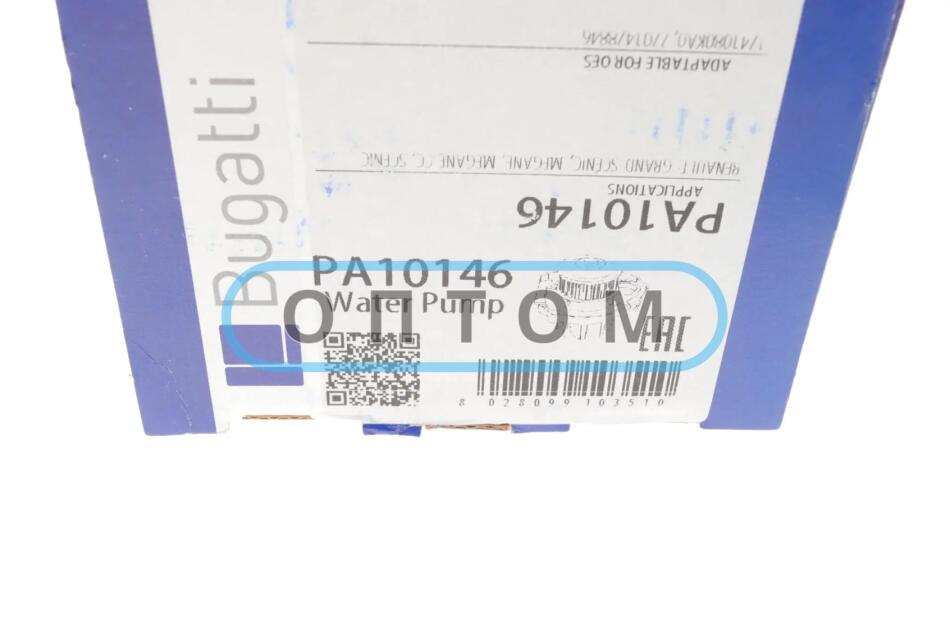 Bugatti
ADAPTABLE FOR OES
RENAULT: GRAND SCÉNIC, MEGANE, MEGANE CC, SCENIC
APPLICATIONS
PA10146
PA10146
Water Pump
ОПТОМ
EAC
8 028099 103510